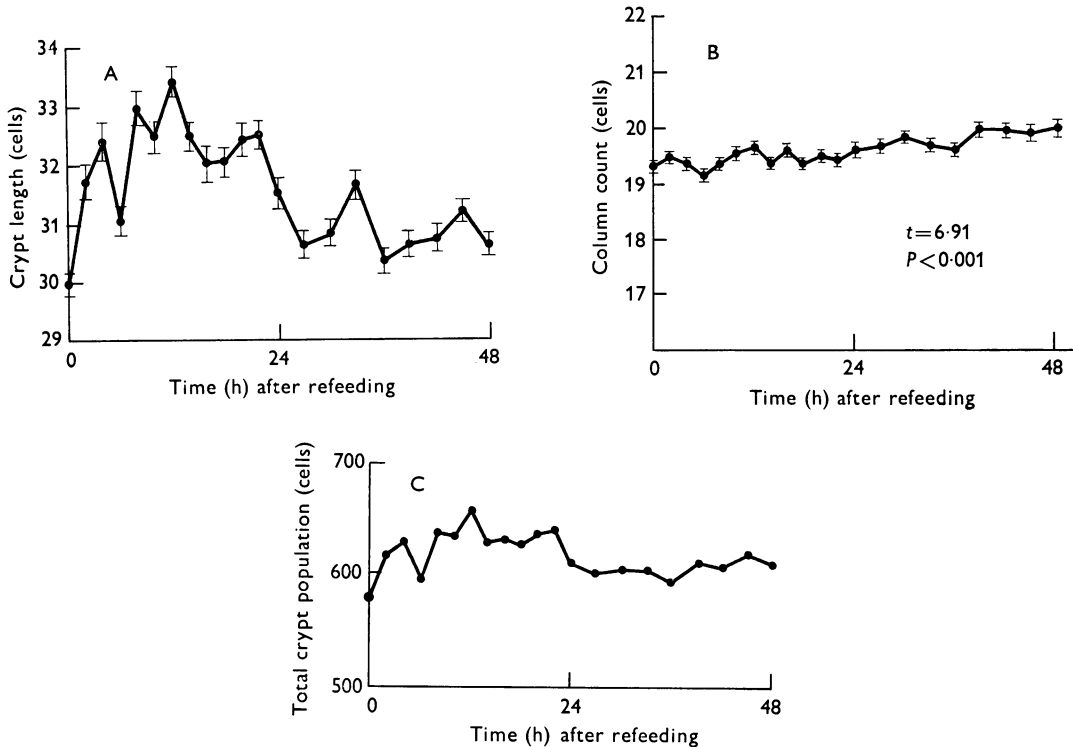 A
Crypt length (cells)
34
33
32
31
30
29
0
24
48
Time (h) after refeeding
B
Column count (cells)
22
21
20
19
18
17
t=6·91
P<0·001
0
24
48
Time (h) after refeeding
C
Total crypt population (cells)
700
600
500
0
24
48
Time (h) after refeeding